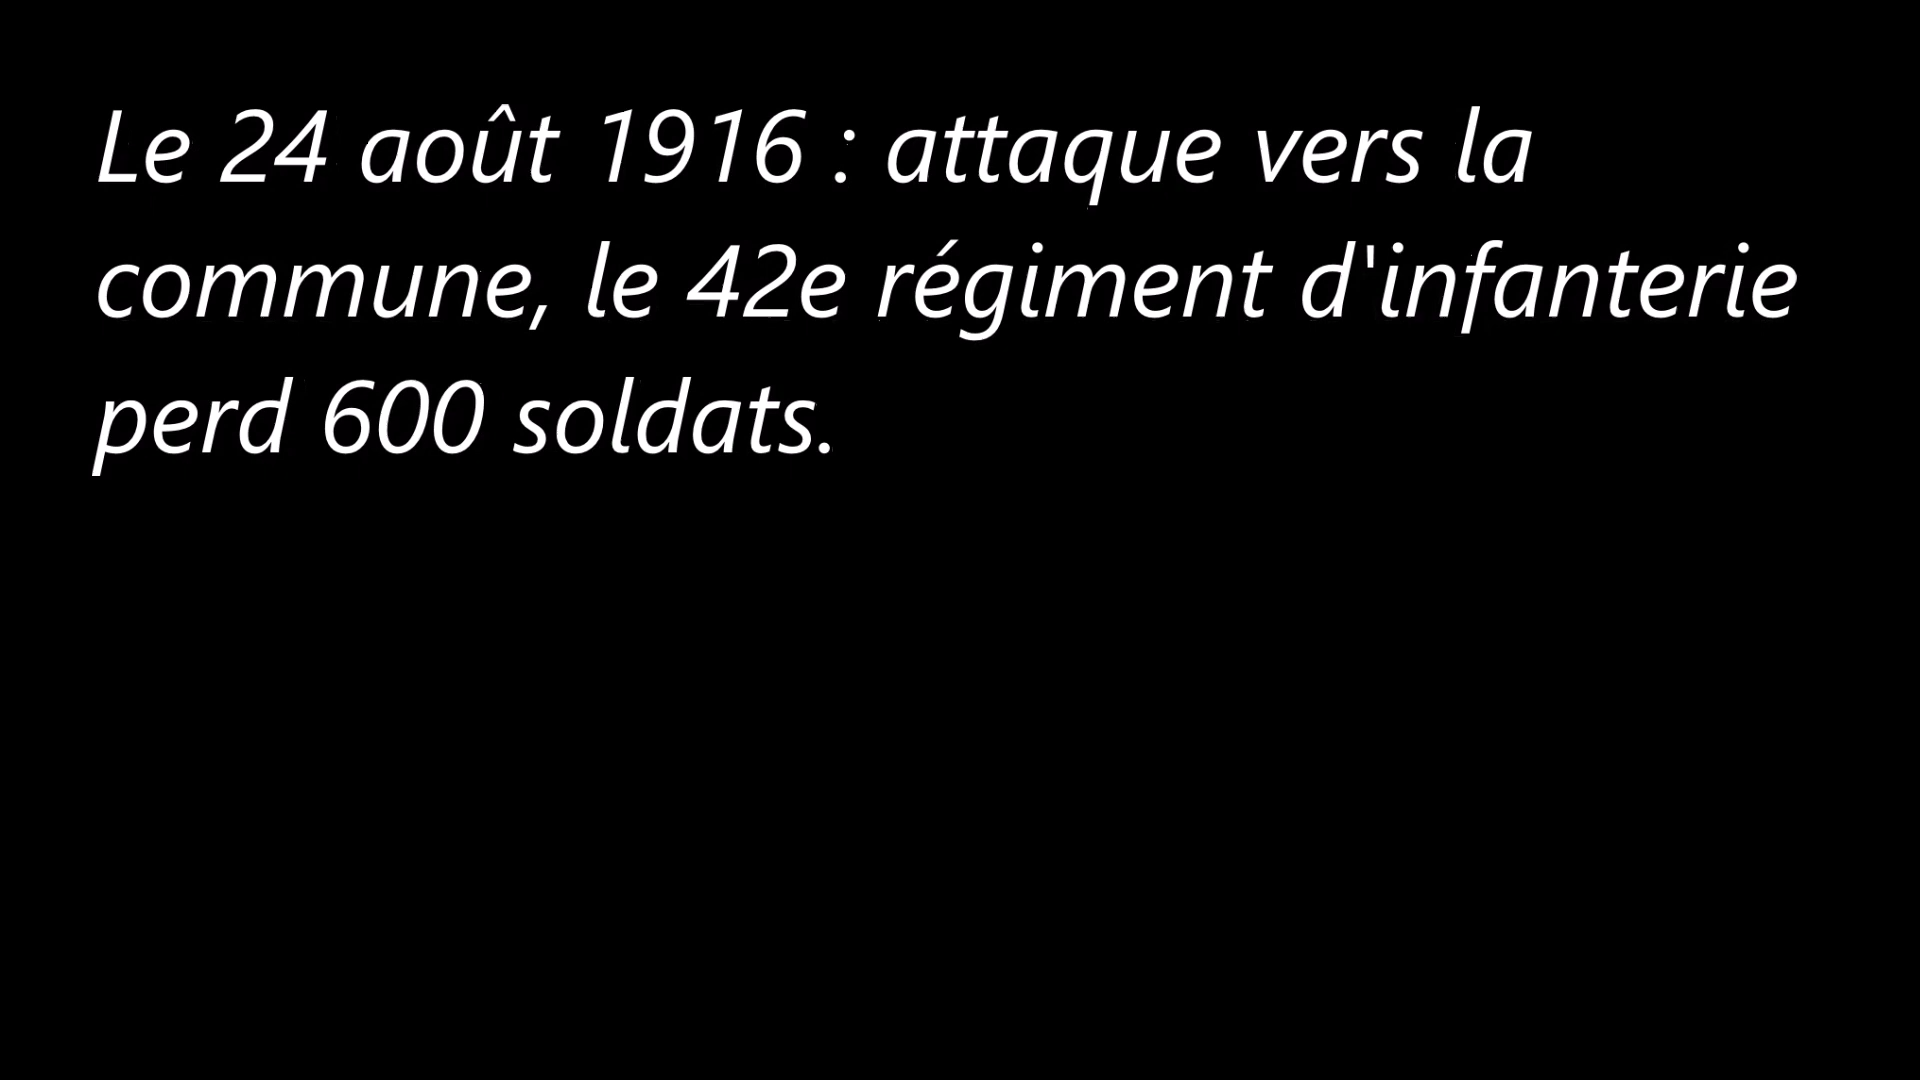 Le 24 août 1916 : attaque vers la
commune, le 42e régiment d'infanterie
perd 600 soldats.